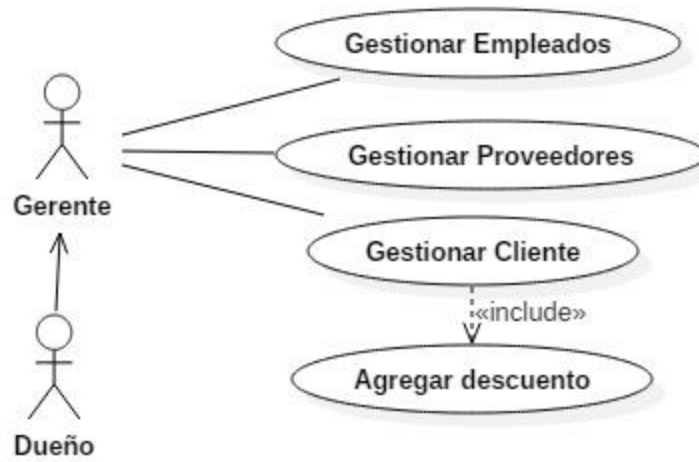 Gestionar Empleados
Gerente
Gestionar Proveedores
Gestionar Cliente
«include»
Agregar descuento
Dueño